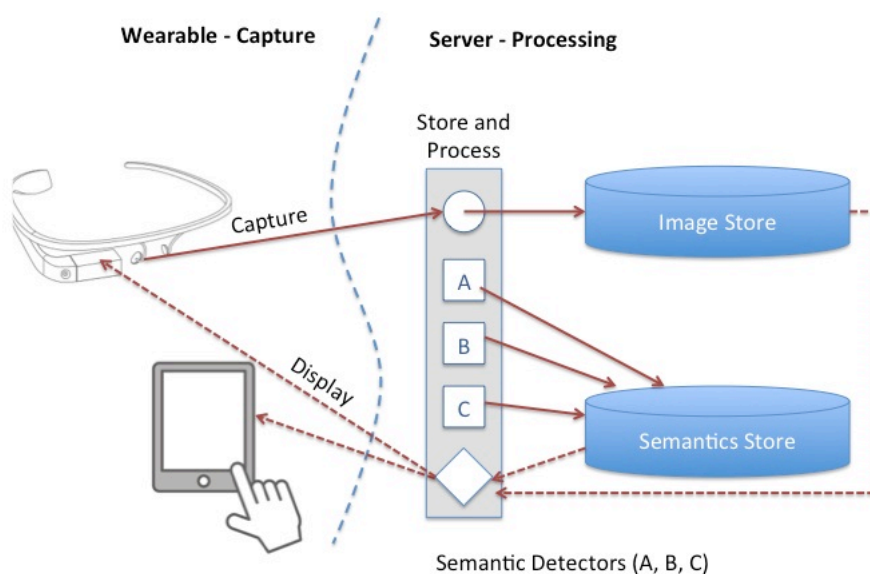 Wearable - Capture
Server - Processing
Store and
Process
Capture
Image Store
A
B
Display
C
Semantics Store
Semantic Detectors (A, B, C)